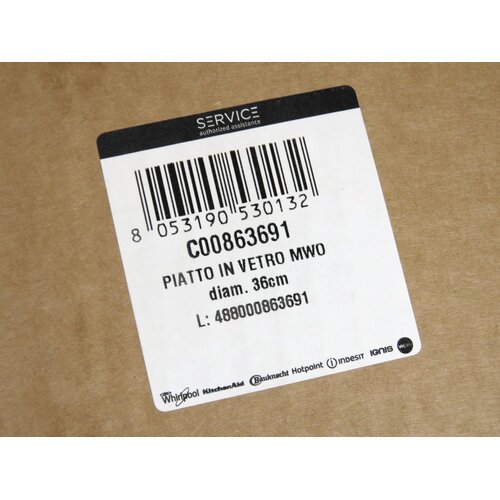 SERVICE
authorized assistance
8 053190 530132
C00863691
PIATTO IN VETRO MWO
diam. 36cm
L: 488000863691
Whirlpool KitchenAid Bauknecht Hotpoint indesit IGNIS